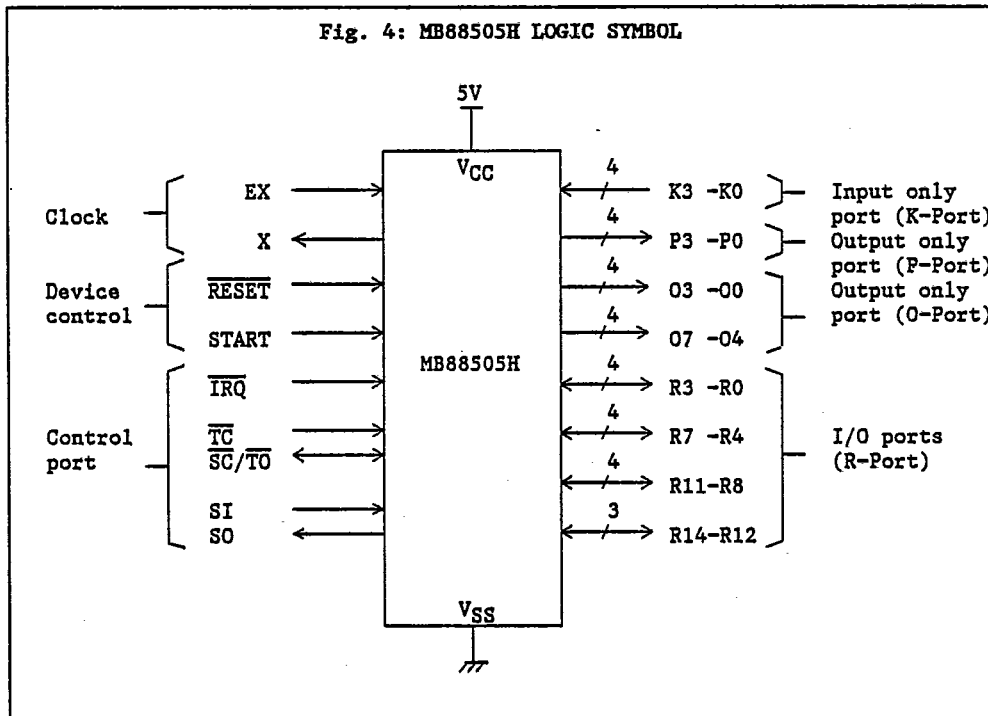 Fig. 4: MB88505H LOGIC SYMBOL
5V
VCC
Clock
EX
X
Device
control
RESET
START
Control
port
IRQ
TC
SC/TO
SI
SO
MB88505H
4
K3 -K0
Input only
port (K-Port)
4
P3 -P0
Output only
port (P-Port)
4
O3 -O0
Output only
port (O-Port)
4
O7 -O4
4
R3 -R0
4
R7 -R4
I/O ports
(R-Port)
4
R11-R8
3
R14-R12
VSS